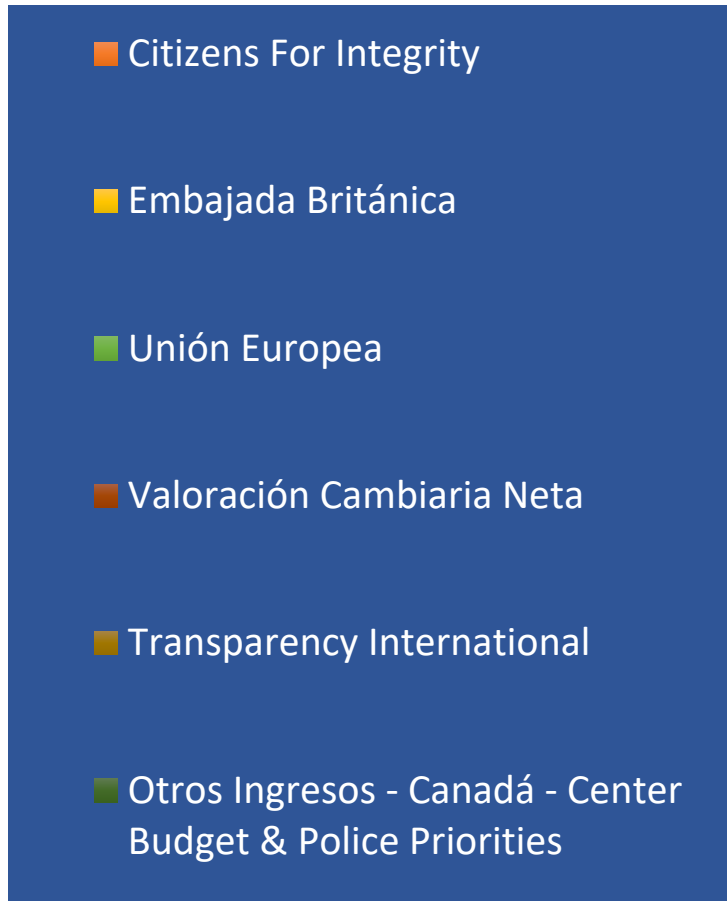 Citizens For Integrity
Embajada Británica
Unión Europea
Valoración Cambiaria Neta
Transparency International
Otros Ingresos - Canadá - Center
Budget & Police Priorities